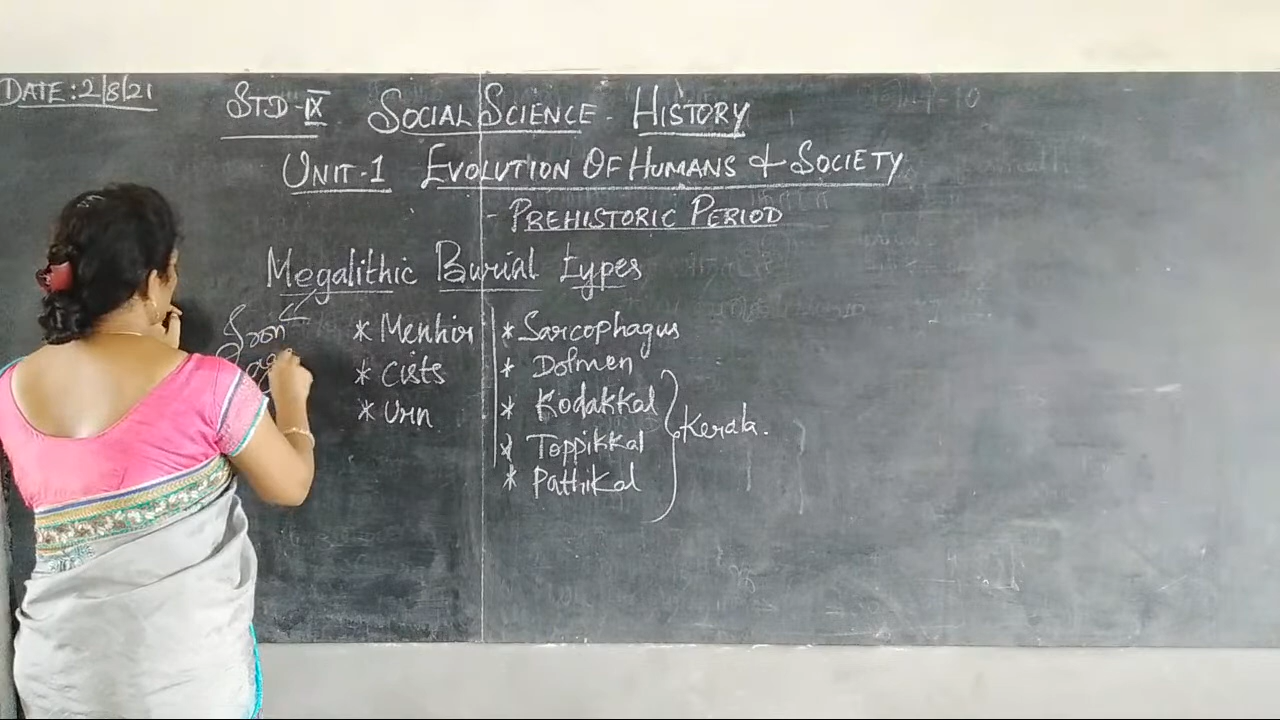 DATE : 2/8/21
STD - IX SOCIAL SCIENCE - HISTORY
UNIT-1 EVOLUTION OF HUMANS & SOCIETY
- PREHISTORIC PERIOD
Megalithic Burial types
Iron
* Menhir
* Cists
* Urn
* Sarcophagus
* Dolmen
* Kodakkal
* Toppikkal
* Pathikal
Kerala.